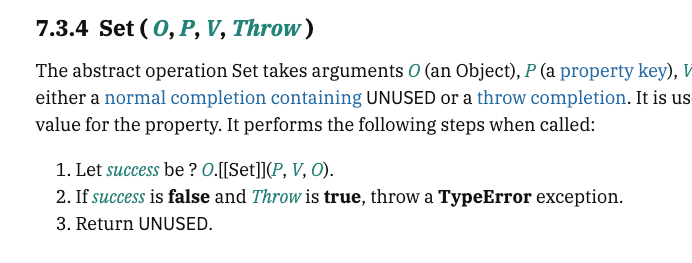 7.3.4 Set ( O, P, V, Throw )
The abstract operation Set takes arguments O (an Object), P (a property key), V
either a normal completion containing UNUSED or a throw completion. It is us
value for the property. It performs the following steps when called:
1. Let success be ? O.[[Set]](P, V, O).
2. If success is false and Throw is true, throw a TypeError exception.
3. Return UNUSED.